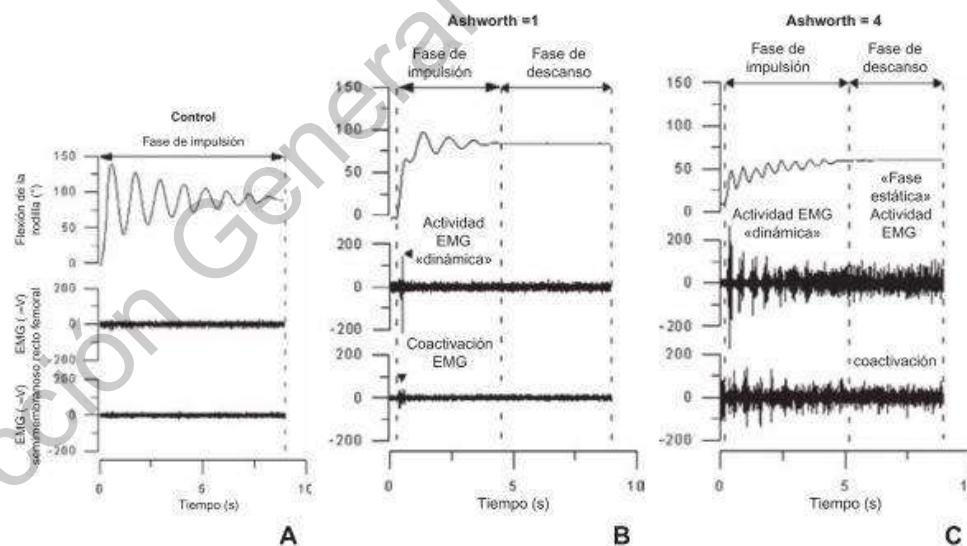 Control
Fase de impulsión
150
100
50
0
Flexión de la
rodilla (°)
200
0
200
EMG ( –V)
recto femoral
200
0
-200
EMG ( –V)
semimembranoso
0
5
10
Tiempo (s)
A
Ashworth =1
Fase de
impulsión
Fase de
descanso
150
100
50
0
Actividad
EMG
«dinámica»
200
0
-200
Coactivación
EMG
200
0
-200
0
5
10
Tiempo (s)
B
Ashworth = 4
Fase de
impulsión
Fase de
descanso
150
100
50
0
Actividad EMG
«dinámica»
«Fase
estática»
Actividad
EMG
200
0
-200
coactivación
200
0
-200
0
5
Tiempo (s)
C
cción General